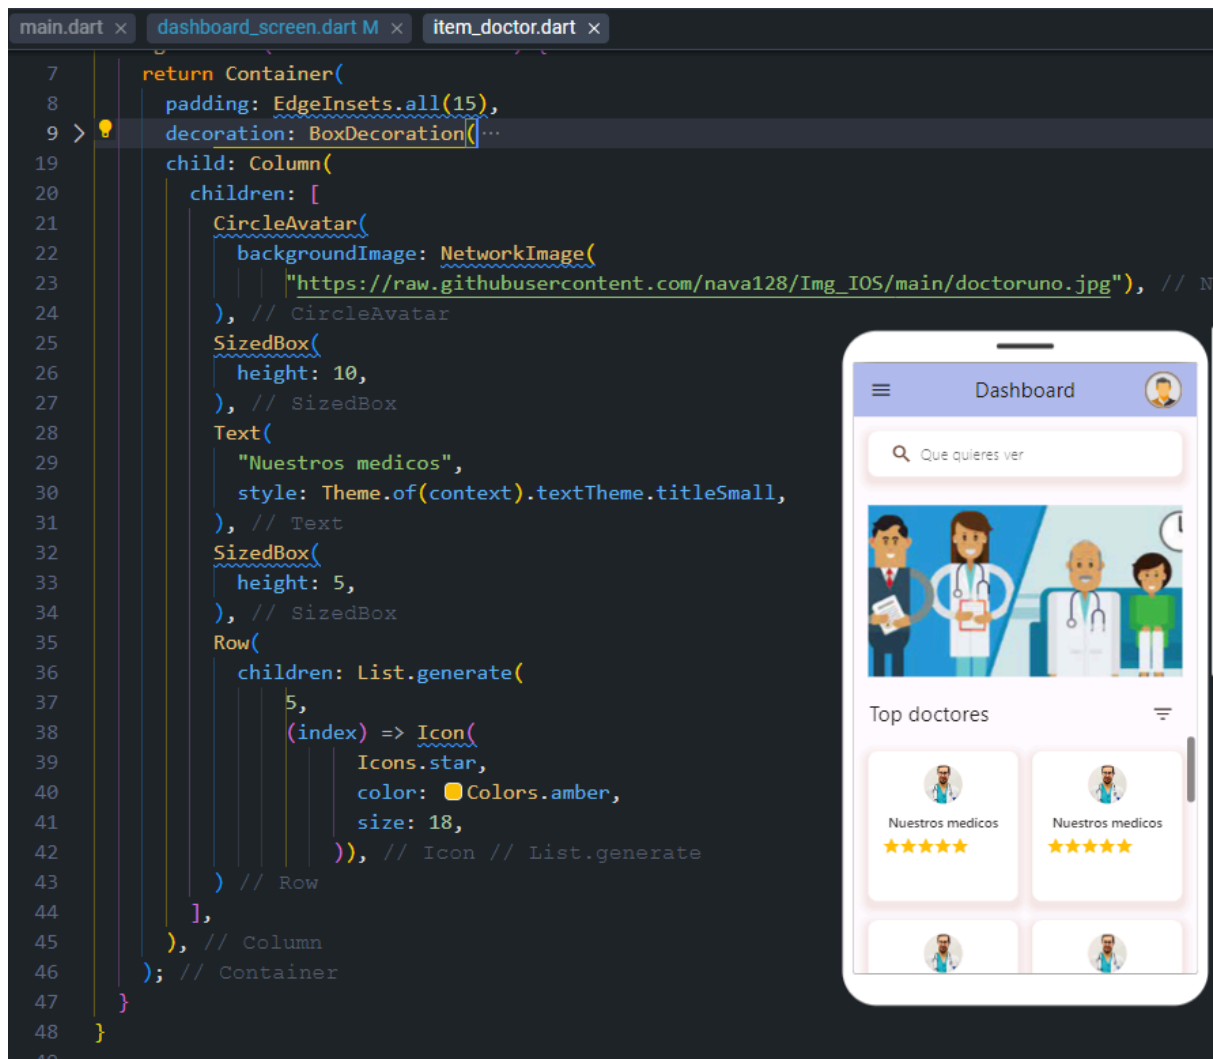 main.dart × dashboard_screen.dart M × item_doctor.dart ×
7 return Container(
8 padding: EdgeInsets.all(15),
9 decoration: BoxDecoration(···
19 child: Column(
20 children: [
21 CircleAvatar(
22 backgroundImage: NetworkImage(
23 "https://raw.githubusercontent.com/nava128/Img_IOS/main/doctoruno.jpg"), // N
24 ), // CircleAvatar
25 SizedBox(
26 height: 10,
27 ), // SizedBox
28 Text(
29 "Nuestros medicos",
30 style: Theme.of(context).textTheme.titleSmall,
31 ), // Text
32 SizedBox(
33 height: 5,
34 ), // SizedBox
35 Row(
36 children: List.generate(
37 5,
38 (index) => Icon(
39 Icons.star,
40 color: Colors.amber,
41 size: 18,
42 )), // Icon // List.generate
43 ) // Row
44 ],
45 ), // Column
46 ); // Container
47 }
48 }
Dashboard
Que quieres ver
Top doctores
Nuestros medicos Nuestros medicos